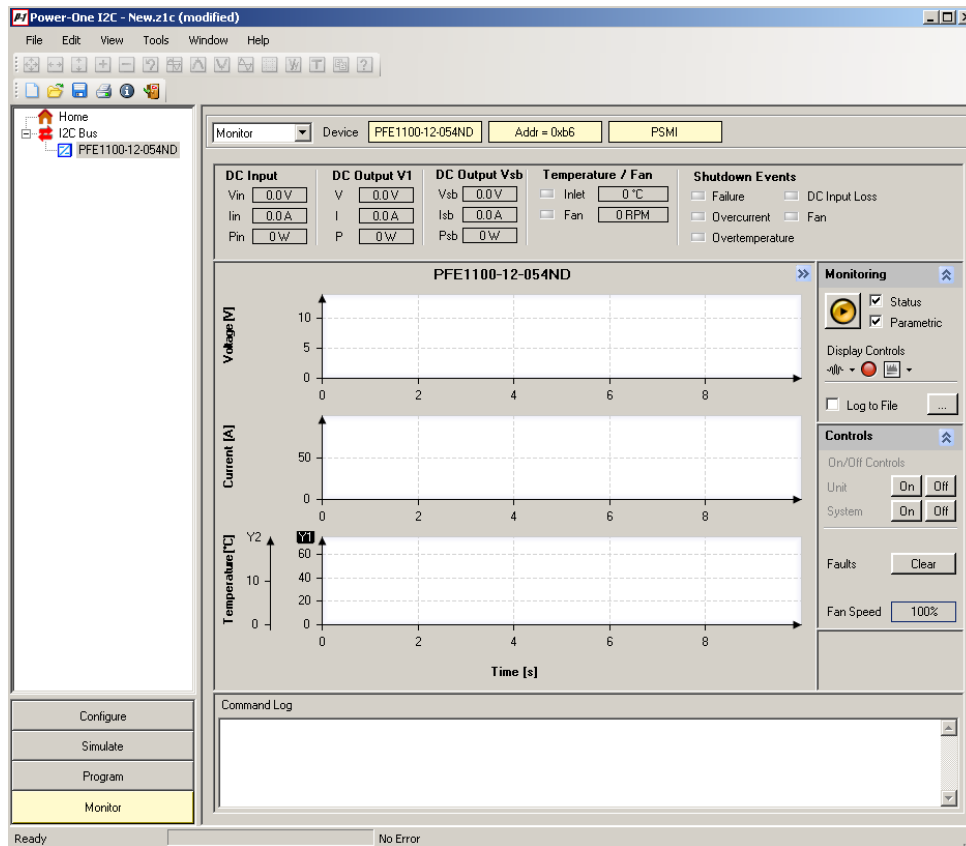 Power-One I2C - New.z1c (modified)
File Edit View Tools Window Help
Home
I2C Bus
PFE1100-12-054ND
Monitor Device PFE1100-12-054ND Addr = 0xb6 PSMI
DC Input DC Output V1 DC Output Vsb Temperature / Fan Shutdown Events
Vin 0.0 V V 0.0 V Vsb 0.0 V Inlet 0 °C Failure DC Input Loss
Iin 0.0 A I 0.0 A Isb 0.0 A Fan 0 RPM Overcurrent Fan
Pin 0 W P 0 W Psb 0 W Overtemperature
PFE1100-12-054ND
Voltage [V]
10
5
0
0 2 4 6 8
Current [A]
50
0
0 2 4 6 8
Temperature [°C]
Y2 Y1
60
10 40
20
0 0
0 2 4 6 8
Time [s]
Monitoring
Status
Parametric
Display Controls
Log to File ...
Controls
On/Off Controls
Unit On Off
System On Off
Faults Clear
Fan Speed 100%
Configure
Simulate
Program
Monitor
Command Log
Ready No Error